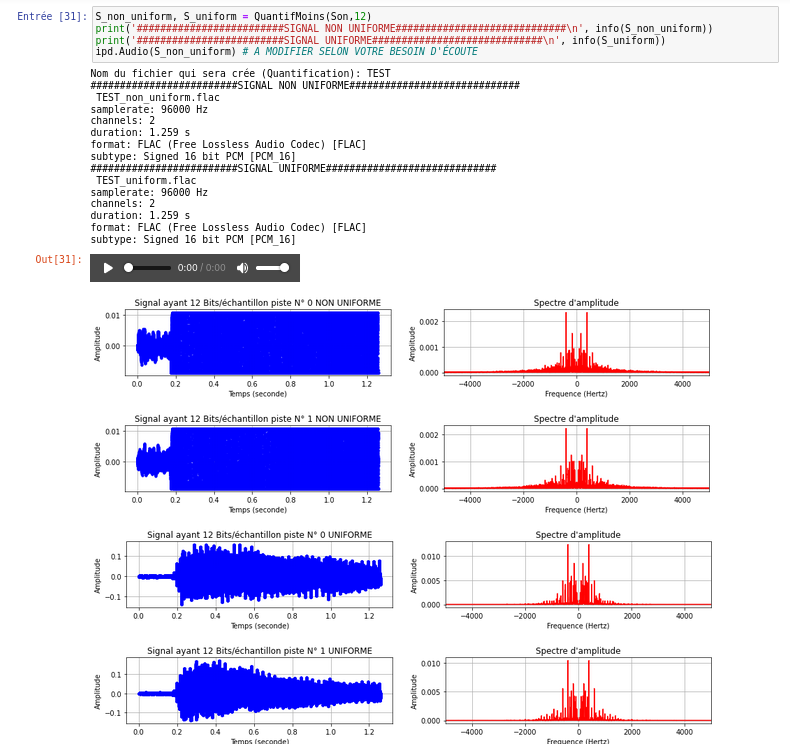 Entrée [31]: S_non_uniform, S_uniform = QuantifMoins(Son,12)
print('############################SIGNAL NON UNIFORME############################\n', info(S_non_uniform))
print('############################SIGNAL UNIFORME############################\n', info(S_uniform))
ipd.Audio(S_non_uniform) # A MODIFIER SELON VOTRE BESOIN D'ÉCOUTE
Nom du fichier qui sera crée (Quantification): TEST
########################SIGNAL NON UNIFORME############################
TEST_non_uniform.flac
samplerate: 96000 Hz
channels: 2
duration: 1.259 s
format: FLAC (Free Lossless Audio Codec) [FLAC]
subtype: Signed 16 bit PCM [PCM_16]
########################SIGNAL UNIFORME############################
TEST_uniform.flac
samplerate: 96000 Hz
channels: 2
duration: 1.259 s
format: FLAC (Free Lossless Audio Codec) [FLAC]
subtype: Signed 16 bit PCM [PCM_16]
Out[31]:
0:00 / 0:00
Signal ayant 12 Bits/échantillon piste N° 0 NON UNIFORME
Amplitude
0.01
0.00
0.0 0.2 0.4 0.6 0.8 1.0 1.2
Temps (seconde)
Spectre d'amplitude
Amplitude
0.002
0.001
0.000
−4000 −2000 0 2000 4000
Frequence (Hertz)
Signal ayant 12 Bits/échantillon piste N° 1 NON UNIFORME
Amplitude
0.01
0.00
0.0 0.2 0.4 0.6 0.8 1.0 1.2
Temps (seconde)
Spectre d'amplitude
Amplitude
0.002
0.001
0.000
−4000 −2000 0 2000 4000
Frequence (Hertz)
Signal ayant 12 Bits/échantillon piste N° 0 UNIFORME
Amplitude
0.1
0.0
−0.1
0.0 0.2 0.4 0.6 0.8 1.0 1.2
Temps (seconde)
Spectre d'amplitude
Amplitude
0.010
0.005
0.000
−4000 −2000 0 2000 4000
Frequence (Hertz)
Signal ayant 12 Bits/échantillon piste N° 1 UNIFORME
Amplitude
0.1
0.0
−0.1
0.0 0.2 0.4 0.6 0.8 1.0 1.2
Temps (seconde)
Spectre d'amplitude
Amplitude
0.010
0.005
0.000
−4000 −2000 0 2000 4000
Frequence (Hertz)